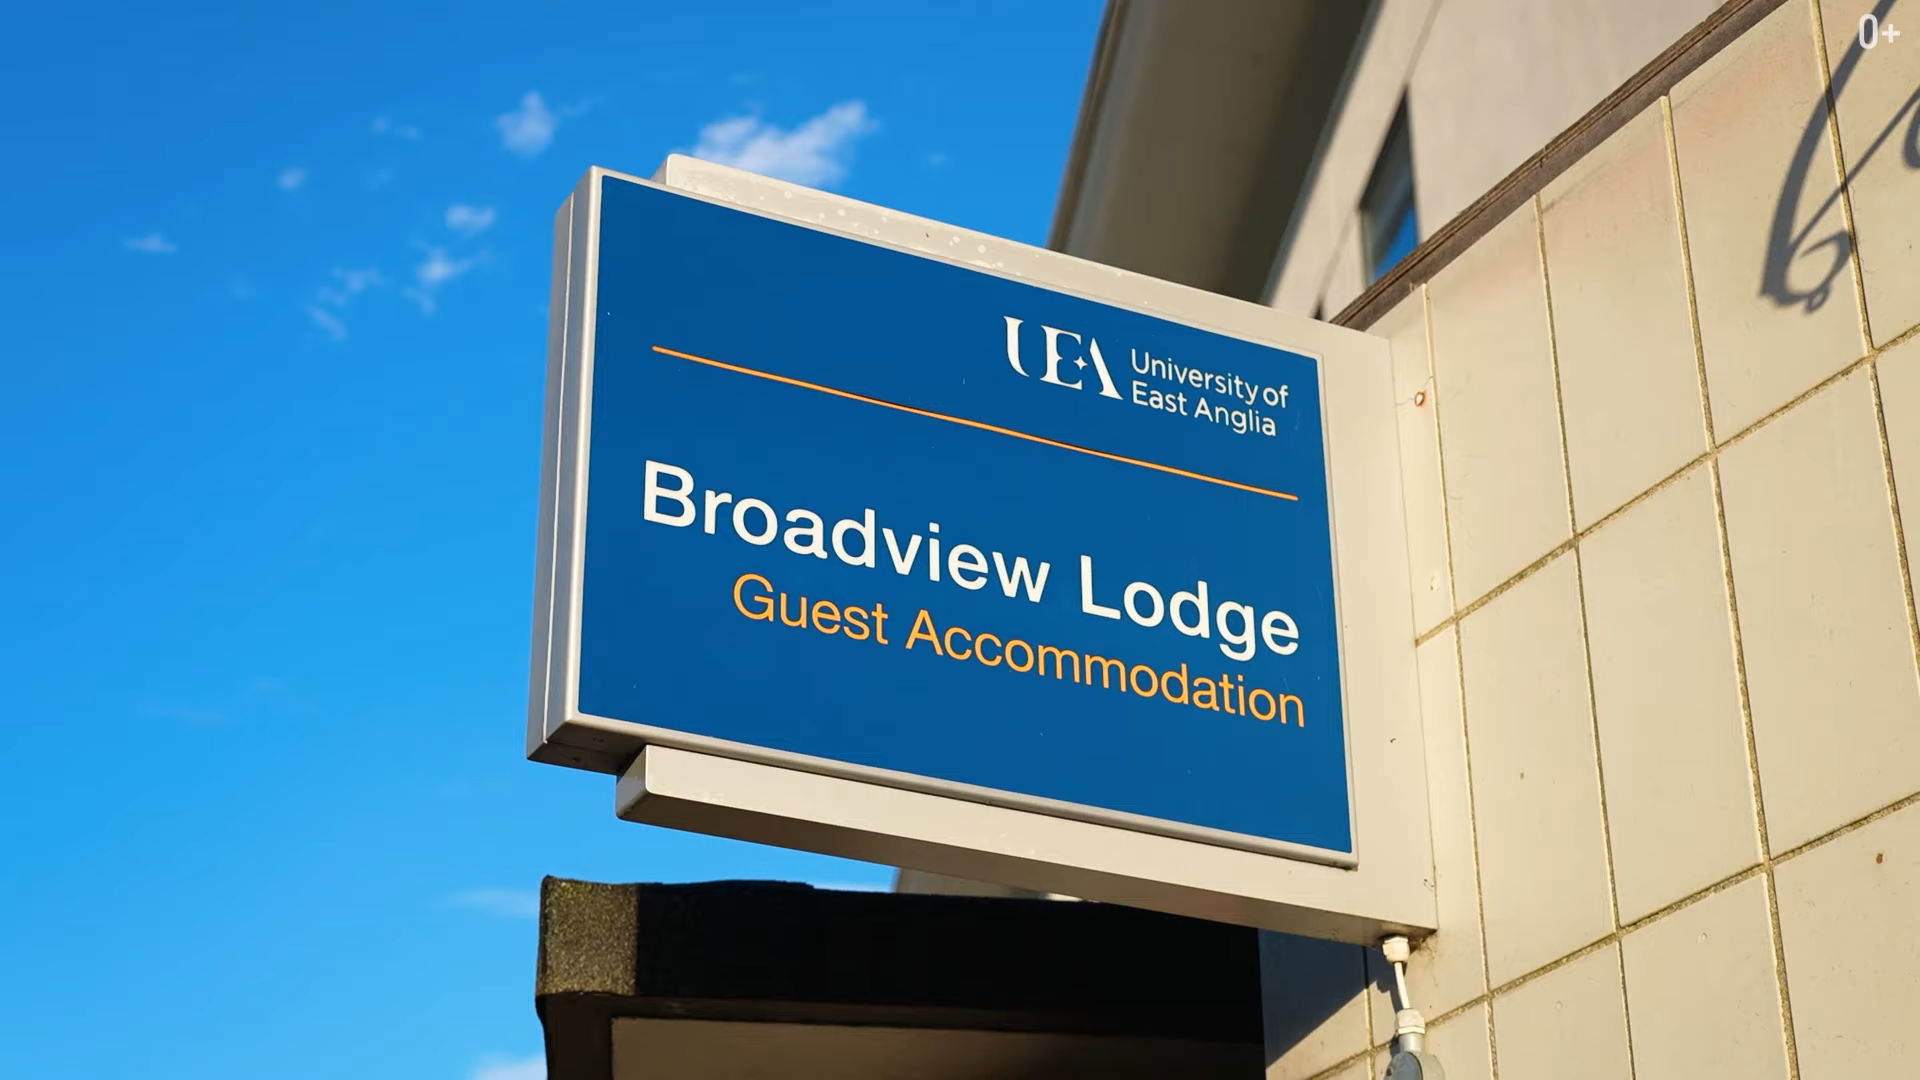 0+
UEA
University of
East Anglia
Broadview Lodge
Guest Accommodation